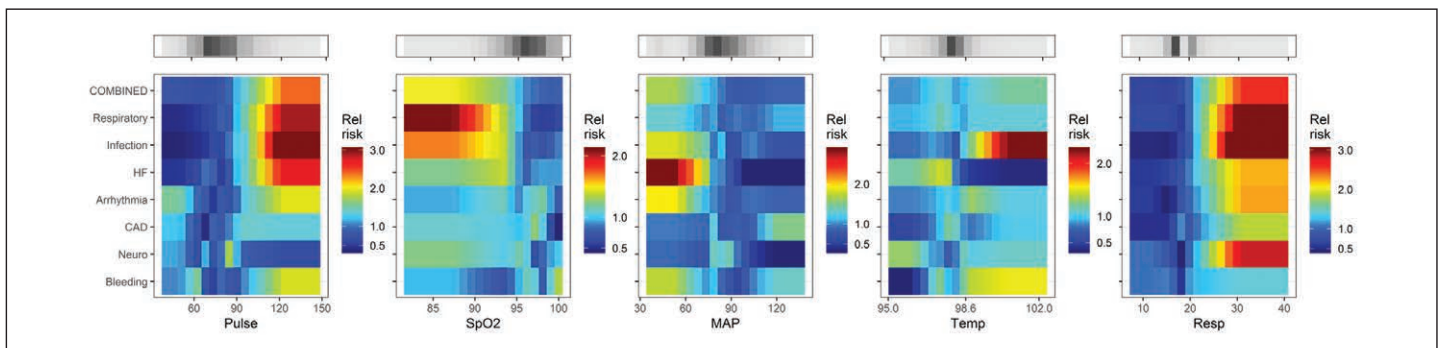 COMBINED
Respiratory
Infection
HF
Arrhythmia
CAD
Neuro
Bleeding
Rel
risk
3.0
2.0
1.0
0.5
60 90 120 150
Pulse
Rel
risk
2.0
1.0
0.5
85 90 95 100
SpO2
Rel
risk
2.0
1.0
0.5
30 60 90 120
MAP
Rel
risk
2.0
1.0
0.5
95.0 98.6 102.0
Temp
Rel
risk
3.0
2.0
1.0
0.5
10 20 30 40
Resp